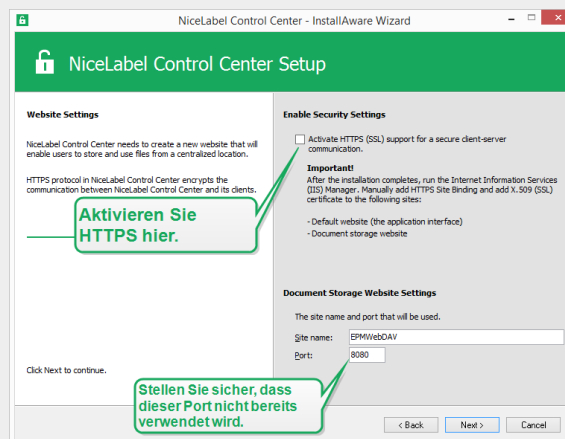 NiceLabel Control Center - InstallAware Wizard
NiceLabel Control Center Setup
Website Settings
NiceLabel Control Center needs to create a new website that will
enable users to store and use files from a centralized location.
HTTPS protocol in NiceLabel Control Center encrypts the
communication between NiceLabel Control Center and its clients.
Aktivieren Sie
HTTPS hier.
Click Next to continue.
Enable Security Settings
Activate HTTPS (SSL) support for a secure client-server
communication.
Important!
After the installation completes, run the Internet Information Services
(IIS) Manager. Manually add HTTPS Site Binding and add X.509 (SSL)
certificate to the following sites:
- Default website (the application interface)
- Document storage website
Document Storage Website Settings
The site name and port that will be used.
Site name: EPMWebDAV
Port: 8080
Stellen Sie sicher, dass
dieser Port nicht bereits
verwendet wird.
< Back Next > Cancel